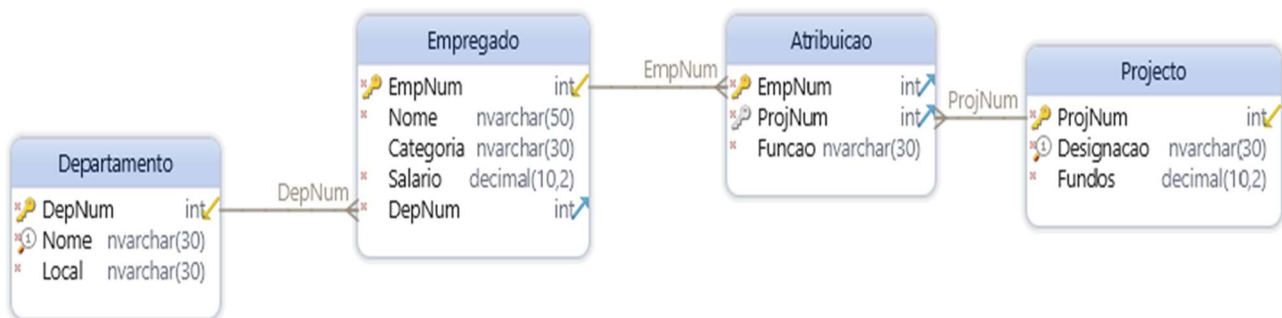 Departamento
DepNum int
Nome nvarchar(30)
Local nvarchar(30)
DepNum
Empregado
EmpNum int
Nome nvarchar(50)
Categoria nvarchar(30)
Salario decimal(10,2)
DepNum int
EmpNum
Atribuicao
EmpNum int
ProjNum int
Funcao nvarchar(30)
ProjNum
Projecto
ProjNum int
Designacao nvarchar(30)
Fundos decimal(10,2)